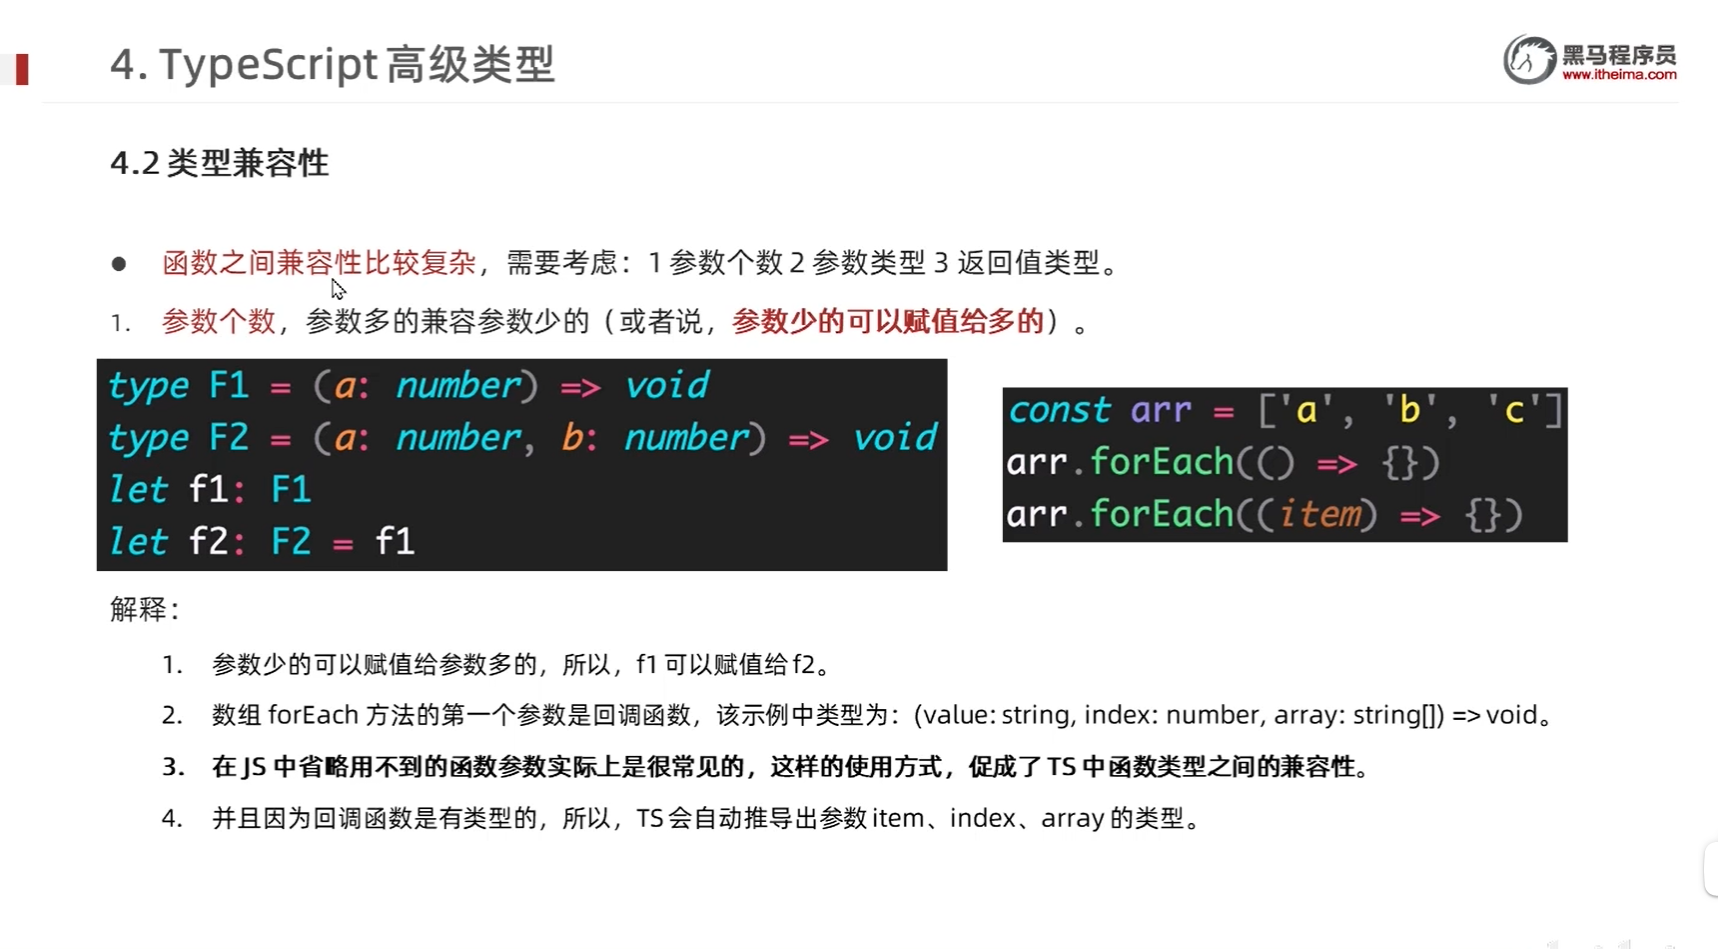 4. TypeScript 高级类型
黑马程序员
www.itheima.com
4.2 类型兼容性
● 函数之间兼容性比较复杂，需要考虑：1 参数个数 2 参数类型 3 返回值类型。
1. 参数个数，参数多的兼容参数少的（或者说，参数少的可以赋值给多的）。
type F1 = (a: number) => void
type F2 = (a: number, b: number) => void
let f1: F1
let f2: F2 = f1
const arr = ['a', 'b', 'c']
arr.forEach(() => {})
arr.forEach((item) => {})
解释：
1. 参数少的可以赋值给参数多的，所以，f1 可以赋值给 f2。
2. 数组 forEach 方法的第一个参数是回调函数，该示例中类型为：(value: string, index: number, array: string[]) => void。
3. 在 JS 中省略用不到的函数参数实际上是很常见的，这样的使用方式，促成了 TS 中函数类型之间的兼容性。
4. 并且因为回调函数是有类型的，所以，TS 会自动推导出参数 item、index、array 的类型。